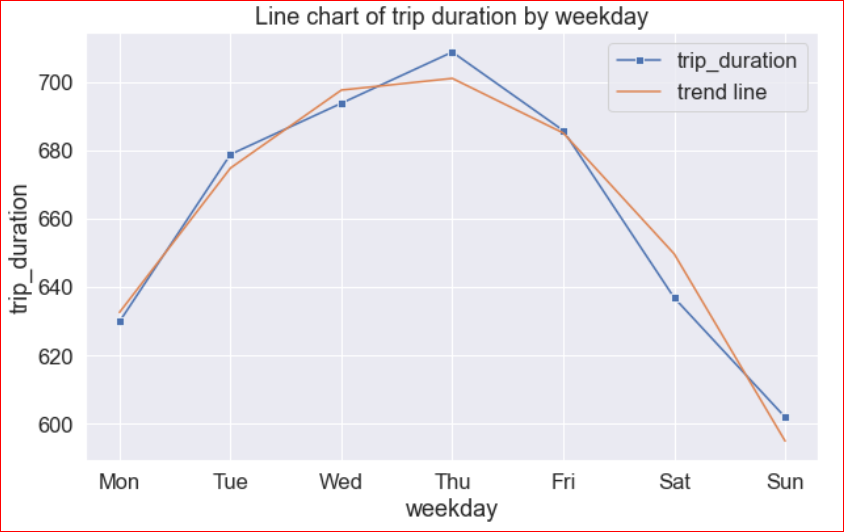 Line chart of trip duration by weekday
trip_duration
trend line
trip_duration
700
680
660
640
620
600
Mon Tue Wed Thu Fri Sat Sun
weekday